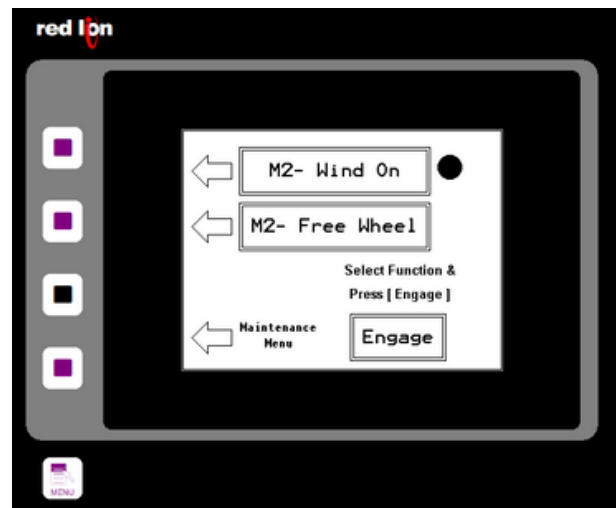 red lion
M2- Wind On
M2- Free Wheel
Select Function &
Press [ Engage ]
Maintenance
Menu
Engage
MENU